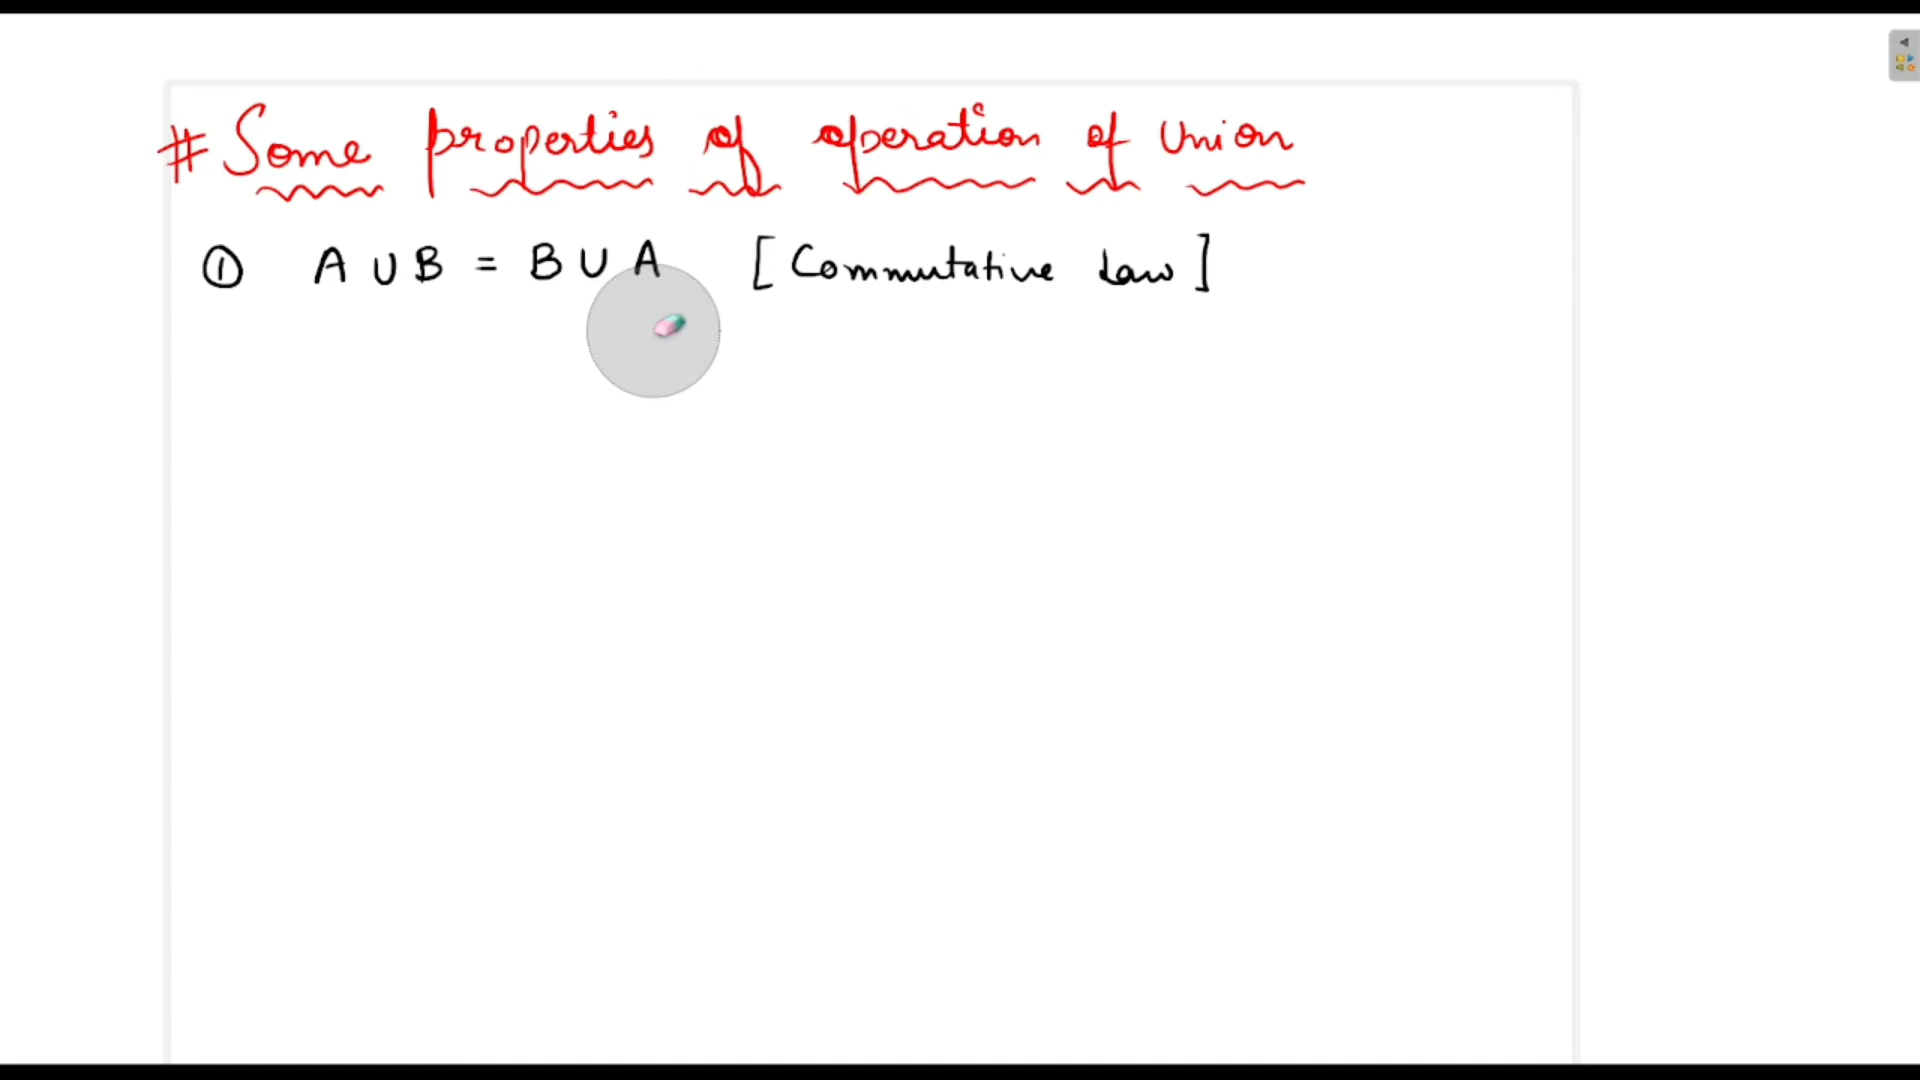 # Some properties of operation of Union
① A ∪ B = B ∪ A [Commutative Law]